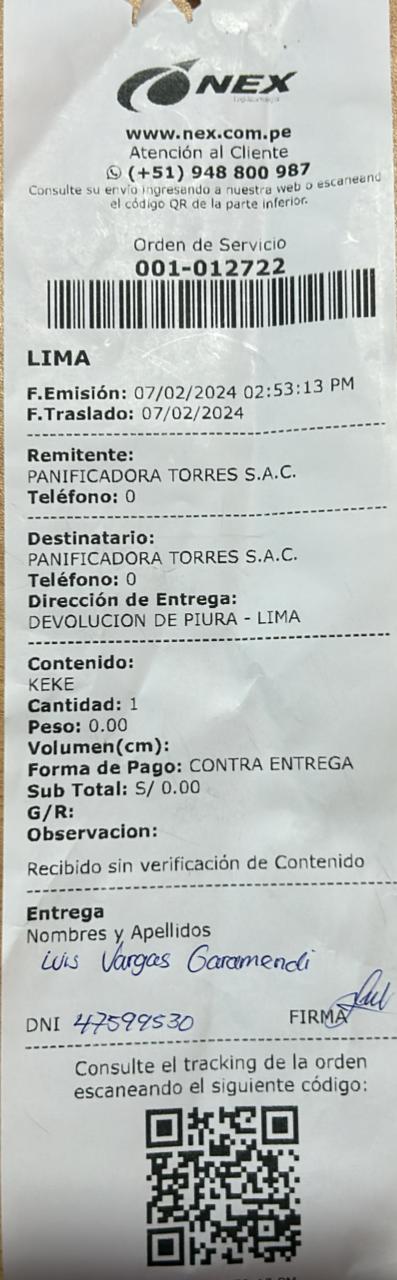 NEX
www.nex.com.pe
Atención al Cliente
(+51) 948 800 987
Consulte su envío ingresando a nuestra web o escaneand
el código QR de la parte inferior.
Orden de Servicio
001-012722
LIMA
F.Emisión: 07/02/2024 02:53:13 PM
F.Traslado: 07/02/2024
Remitente:
PANIFICADORA TORRES S.A.C.
Teléfono: 0
Destinatario:
PANIFICADORA TORRES S.A.C.
Teléfono: 0
Dirección de Entrega:
DEVOLUCION DE PIURA - LIMA
Contenido:
KEKE
Cantidad: 1
Peso: 0.00
Volumen(cm):
Forma de Pago: CONTRA ENTREGA
Sub Total: S/ 0.00
G/R:
Observacion:
Recibido sin verificación de Contenido
Entrega
Nombres y Apellidos
Luis Vargas Garamendi
DNI 47599530 FIRMA
Consulte el tracking de la orden
escaneando el siguiente código: